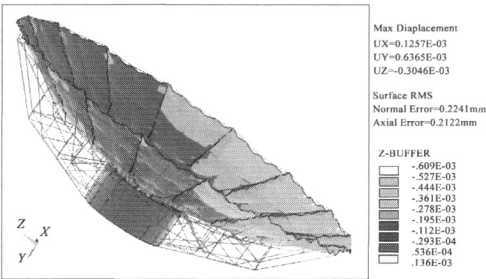 Max Displacement
UX=0.1257E-03
UY=0.6365E-03
UZ=-0.3046E-03
Surface RMS
Normal Error=0.2241mm
Axial Error=0.2122mm
Z-BUFFER
-.609E-03
-.527E-03
-.444E-03
-.361E-03
-.278E-03
-.195E-03
-.112E-03
-.293E-04
.536E-04
.136E-03
Z
X
Y